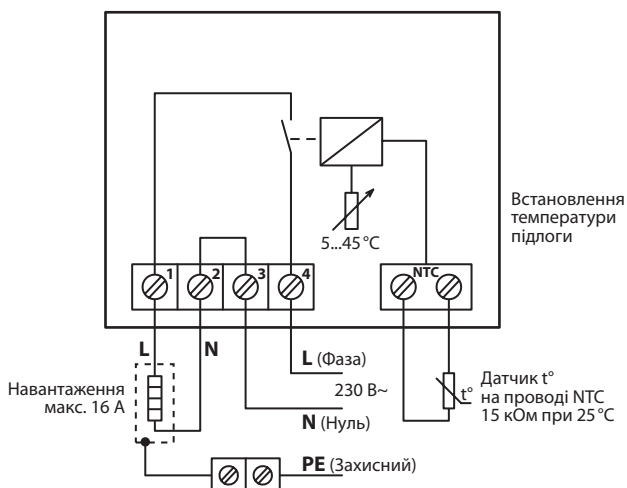 5...45 °C
Встановлення
температури
підлоги
1
2
3
4
NTC
L
N
L (Фаза)
230 В~
N (Нуль)
Навантаження
макс. 16 А
t°
Датчик t°
на проводі NTC
15 кОм при 25 °C
PE (Захисний)